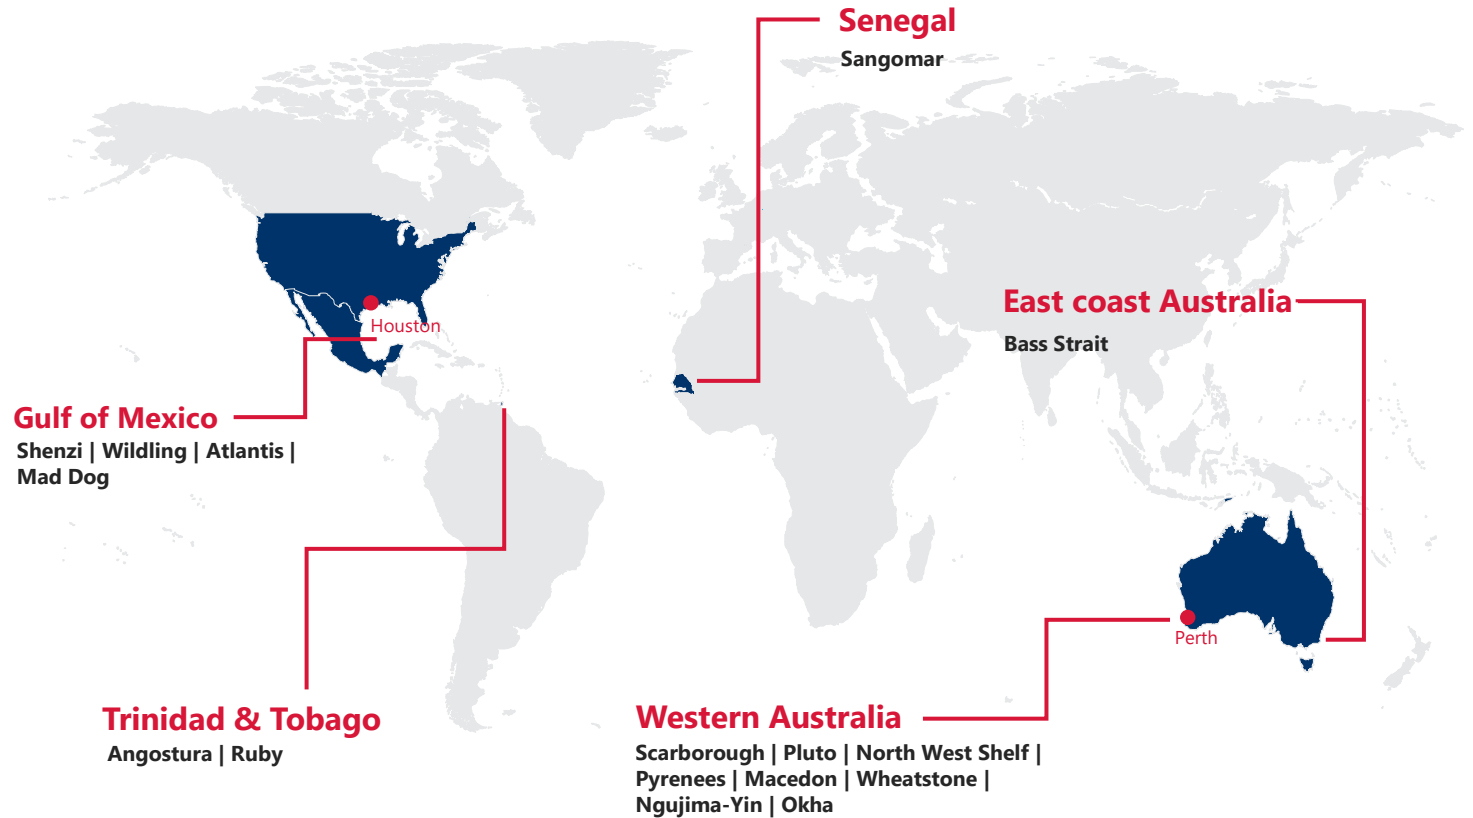 Senegal
Sangomar
East coast Australia
Bass Strait
Houston
Gulf of Mexico
Shenzi | Wildling | Atlantis |
Mad Dog
Perth
Trinidad & Tobago
Angostura | Ruby
Western Australia
Scarborough | Pluto | North West Shelf |
Pyrenees | Macedon | Wheatstone |
Ngujima-Yin | Okha